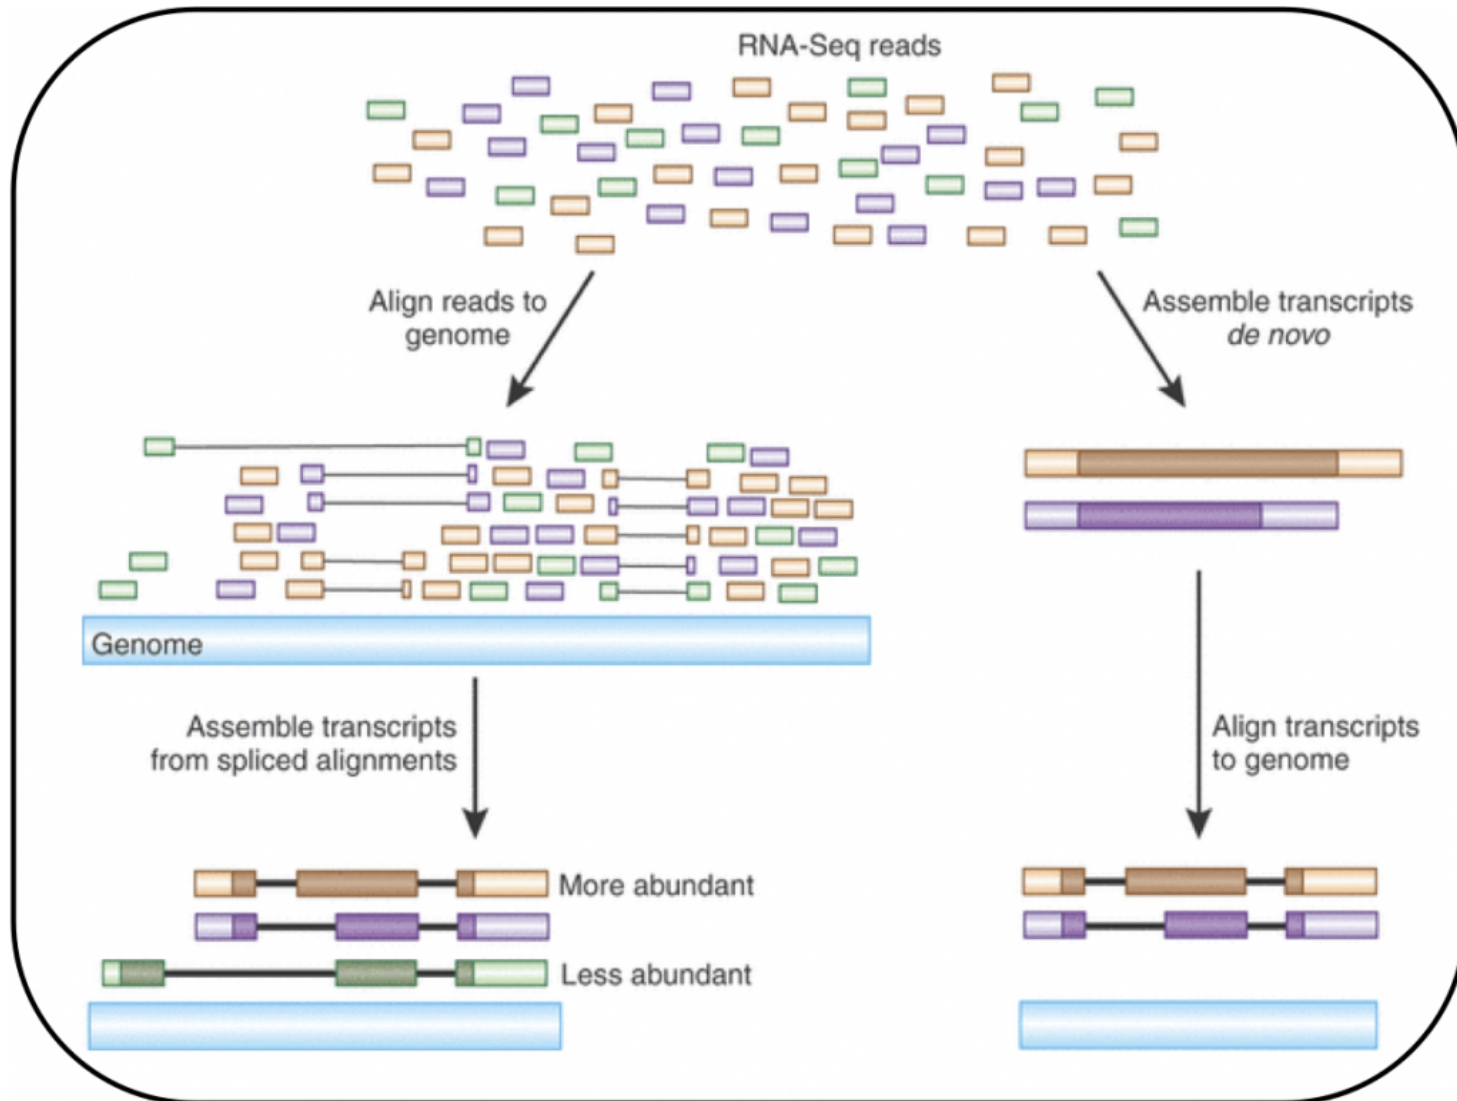 RNA-Seq reads
Align reads to
genome
Assemble transcripts
de novo
Genome
Assemble transcripts
from spliced alignments
Align transcripts
to genome
More abundant
Less abundant